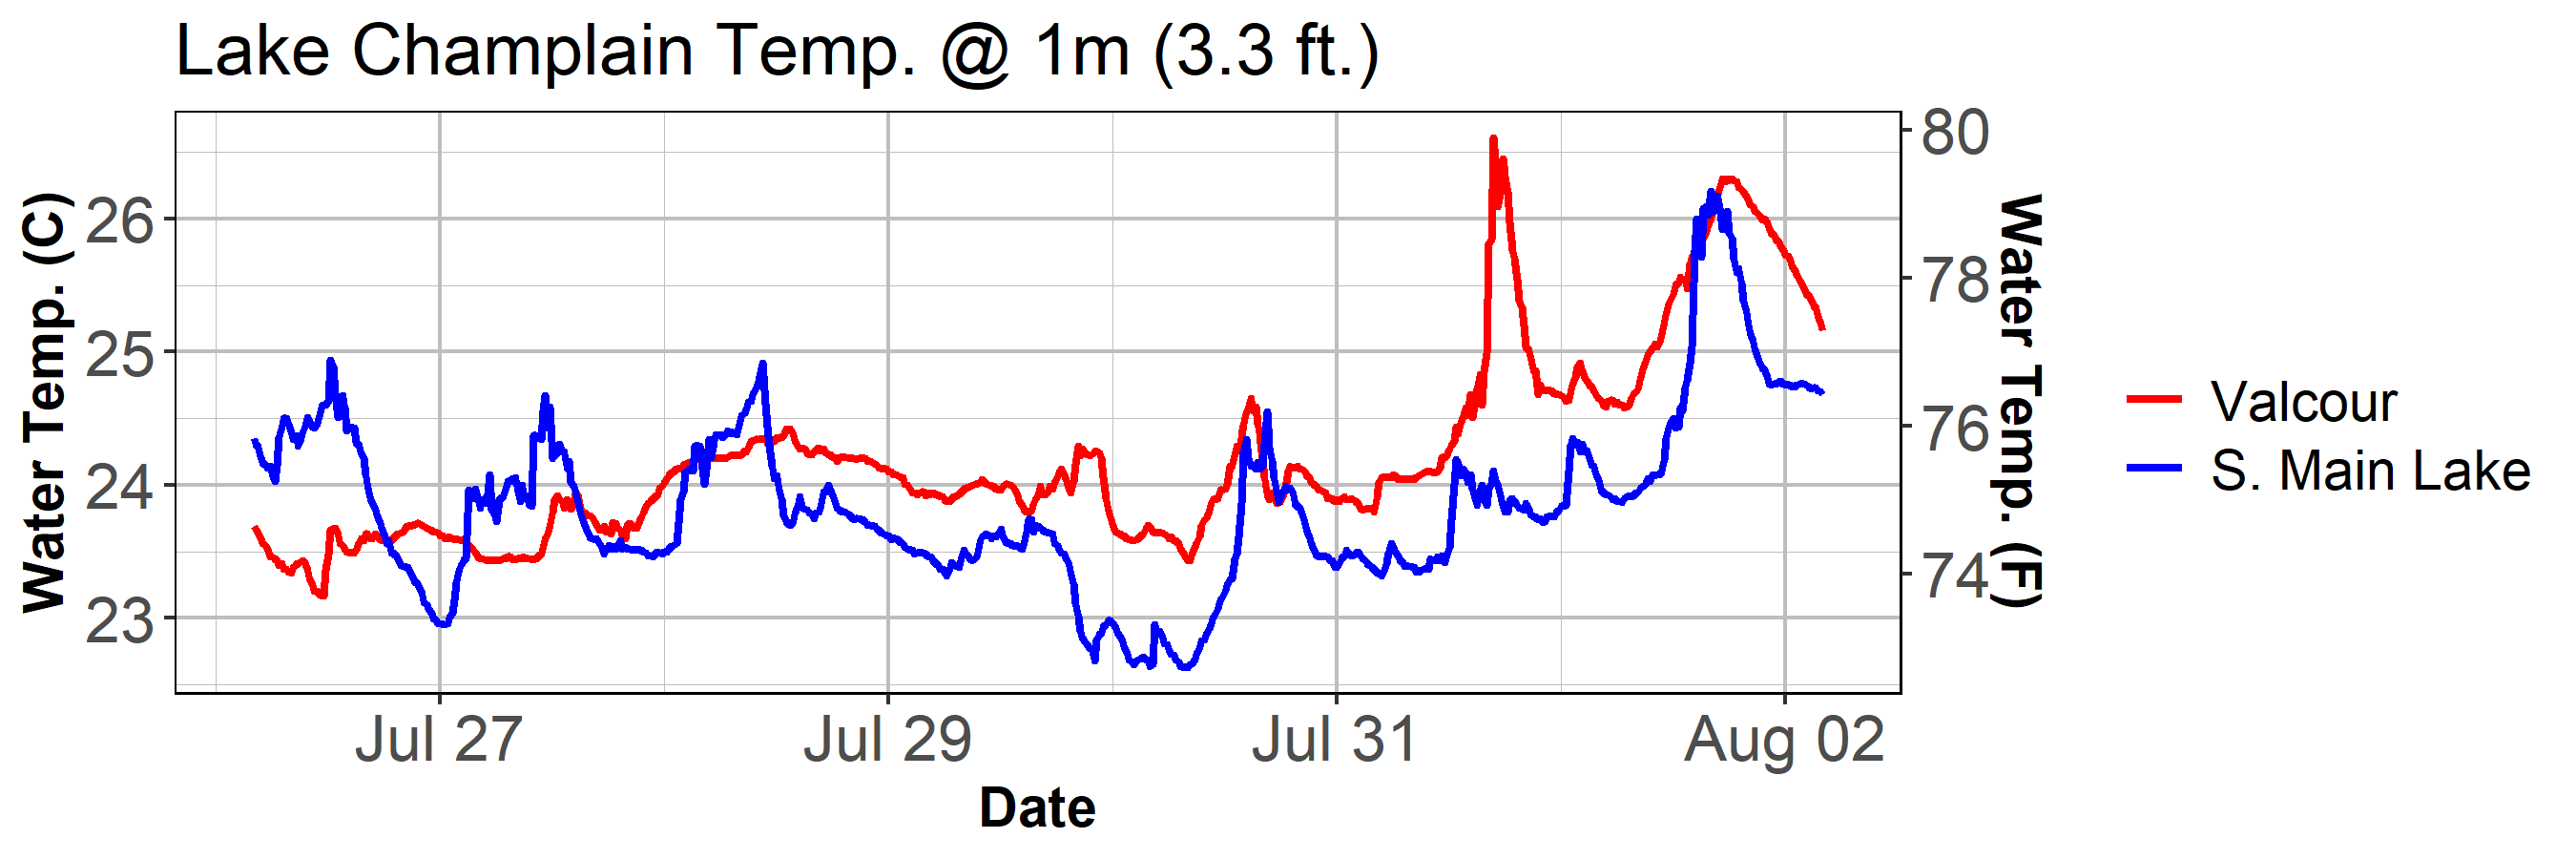 Lake Champlain Temp. @ 1m (3.3 ft.)
Water Temp. (C)
26
25
24
23
80
78
76
74
Water Temp. (F)
Jul 27
Jul 29
Jul 31
Aug 02
Date
Valcour
S. Main Lake